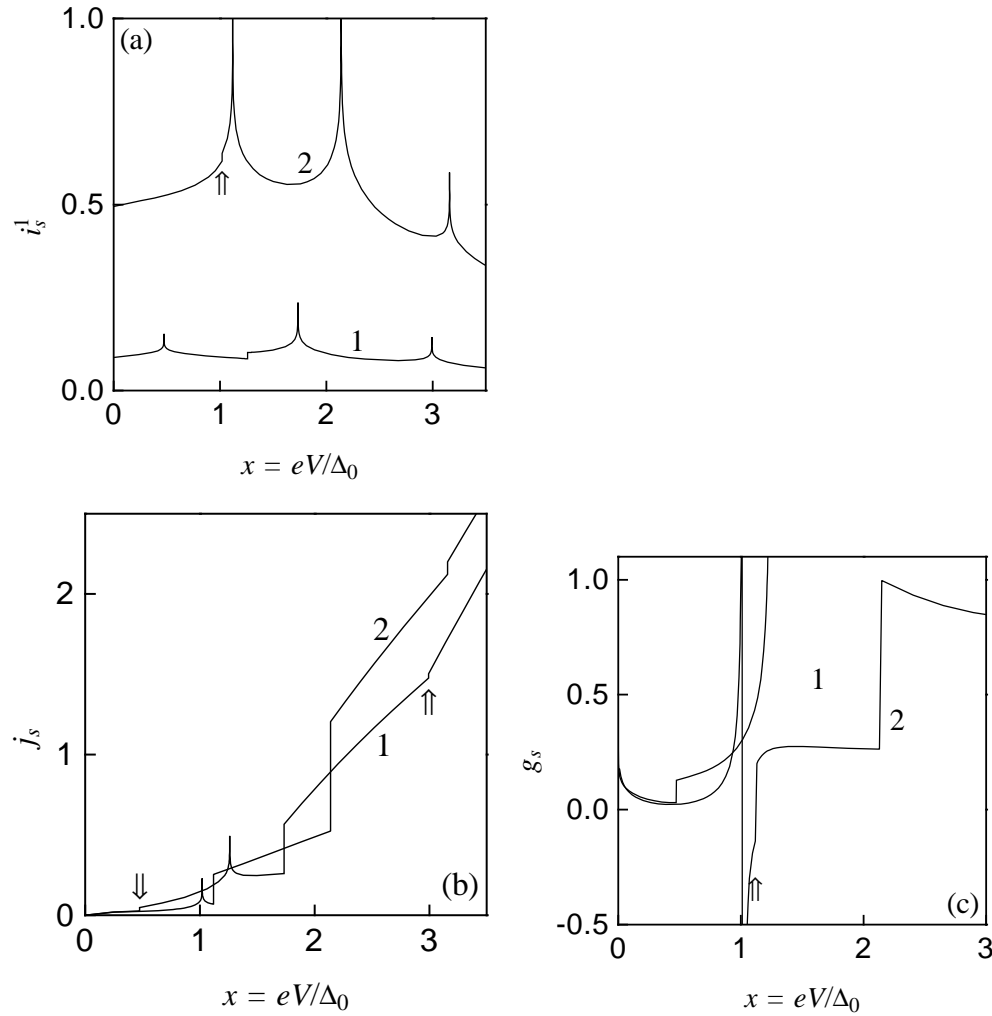 (a)
1.0
0.5
0.0
i_s^1
2
⇑
1
0 1 2 3
x = eV/Δ₀
(b)
2
1
0
j_s
2
1
⇓
⇑
0 1 2 3
x = eV/Δ₀
(c)
1.0
0.5
0.0
-0.5
g_s
1
2
⇑
0 1 2 3
x = eV/Δ₀